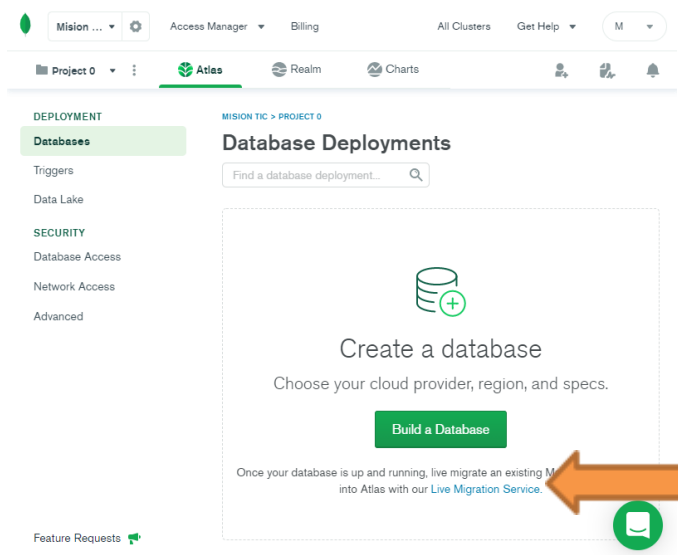 Mision ...
Access Manager
Billing
All Clusters
Get Help
M
Project 0
Atlas
Realm
Charts
DEPLOYMENT
Databases
Triggers
Data Lake
SECURITY
Database Access
Network Access
Advanced
Feature Requests
MISION TIC > PROJECT 0
Database Deployments
Find a database deployment...
Create a database
Choose your cloud provider, region, and specs.
Build a Database
Once your database is up and running, live migrate an existing
into Atlas with our Live Migration Service.